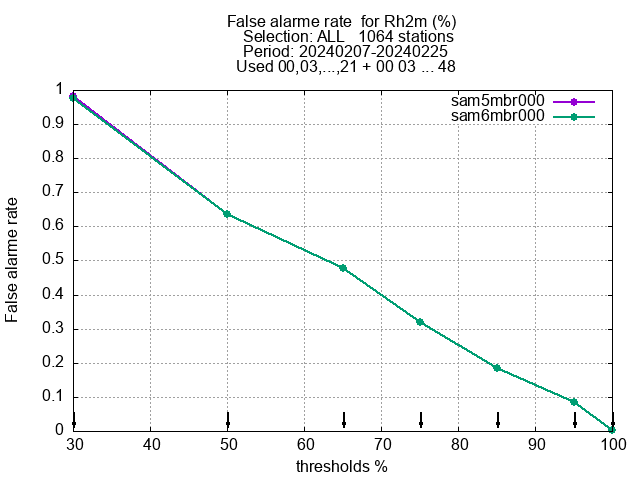 False alarme rate  for Rh2m (%)
Selection: ALL   1064 stations
Period: 20240207-20240225
Used 00,03,...,21 + 00 03 ... 48
sam5mbr000
sam6mbr000
1
0.9
0.8
0.7
0.6
0.5
0.4
0.3
0.2
0.1
0
False alarme rate
30 40 50 60 70 80 90 100
thresholds %